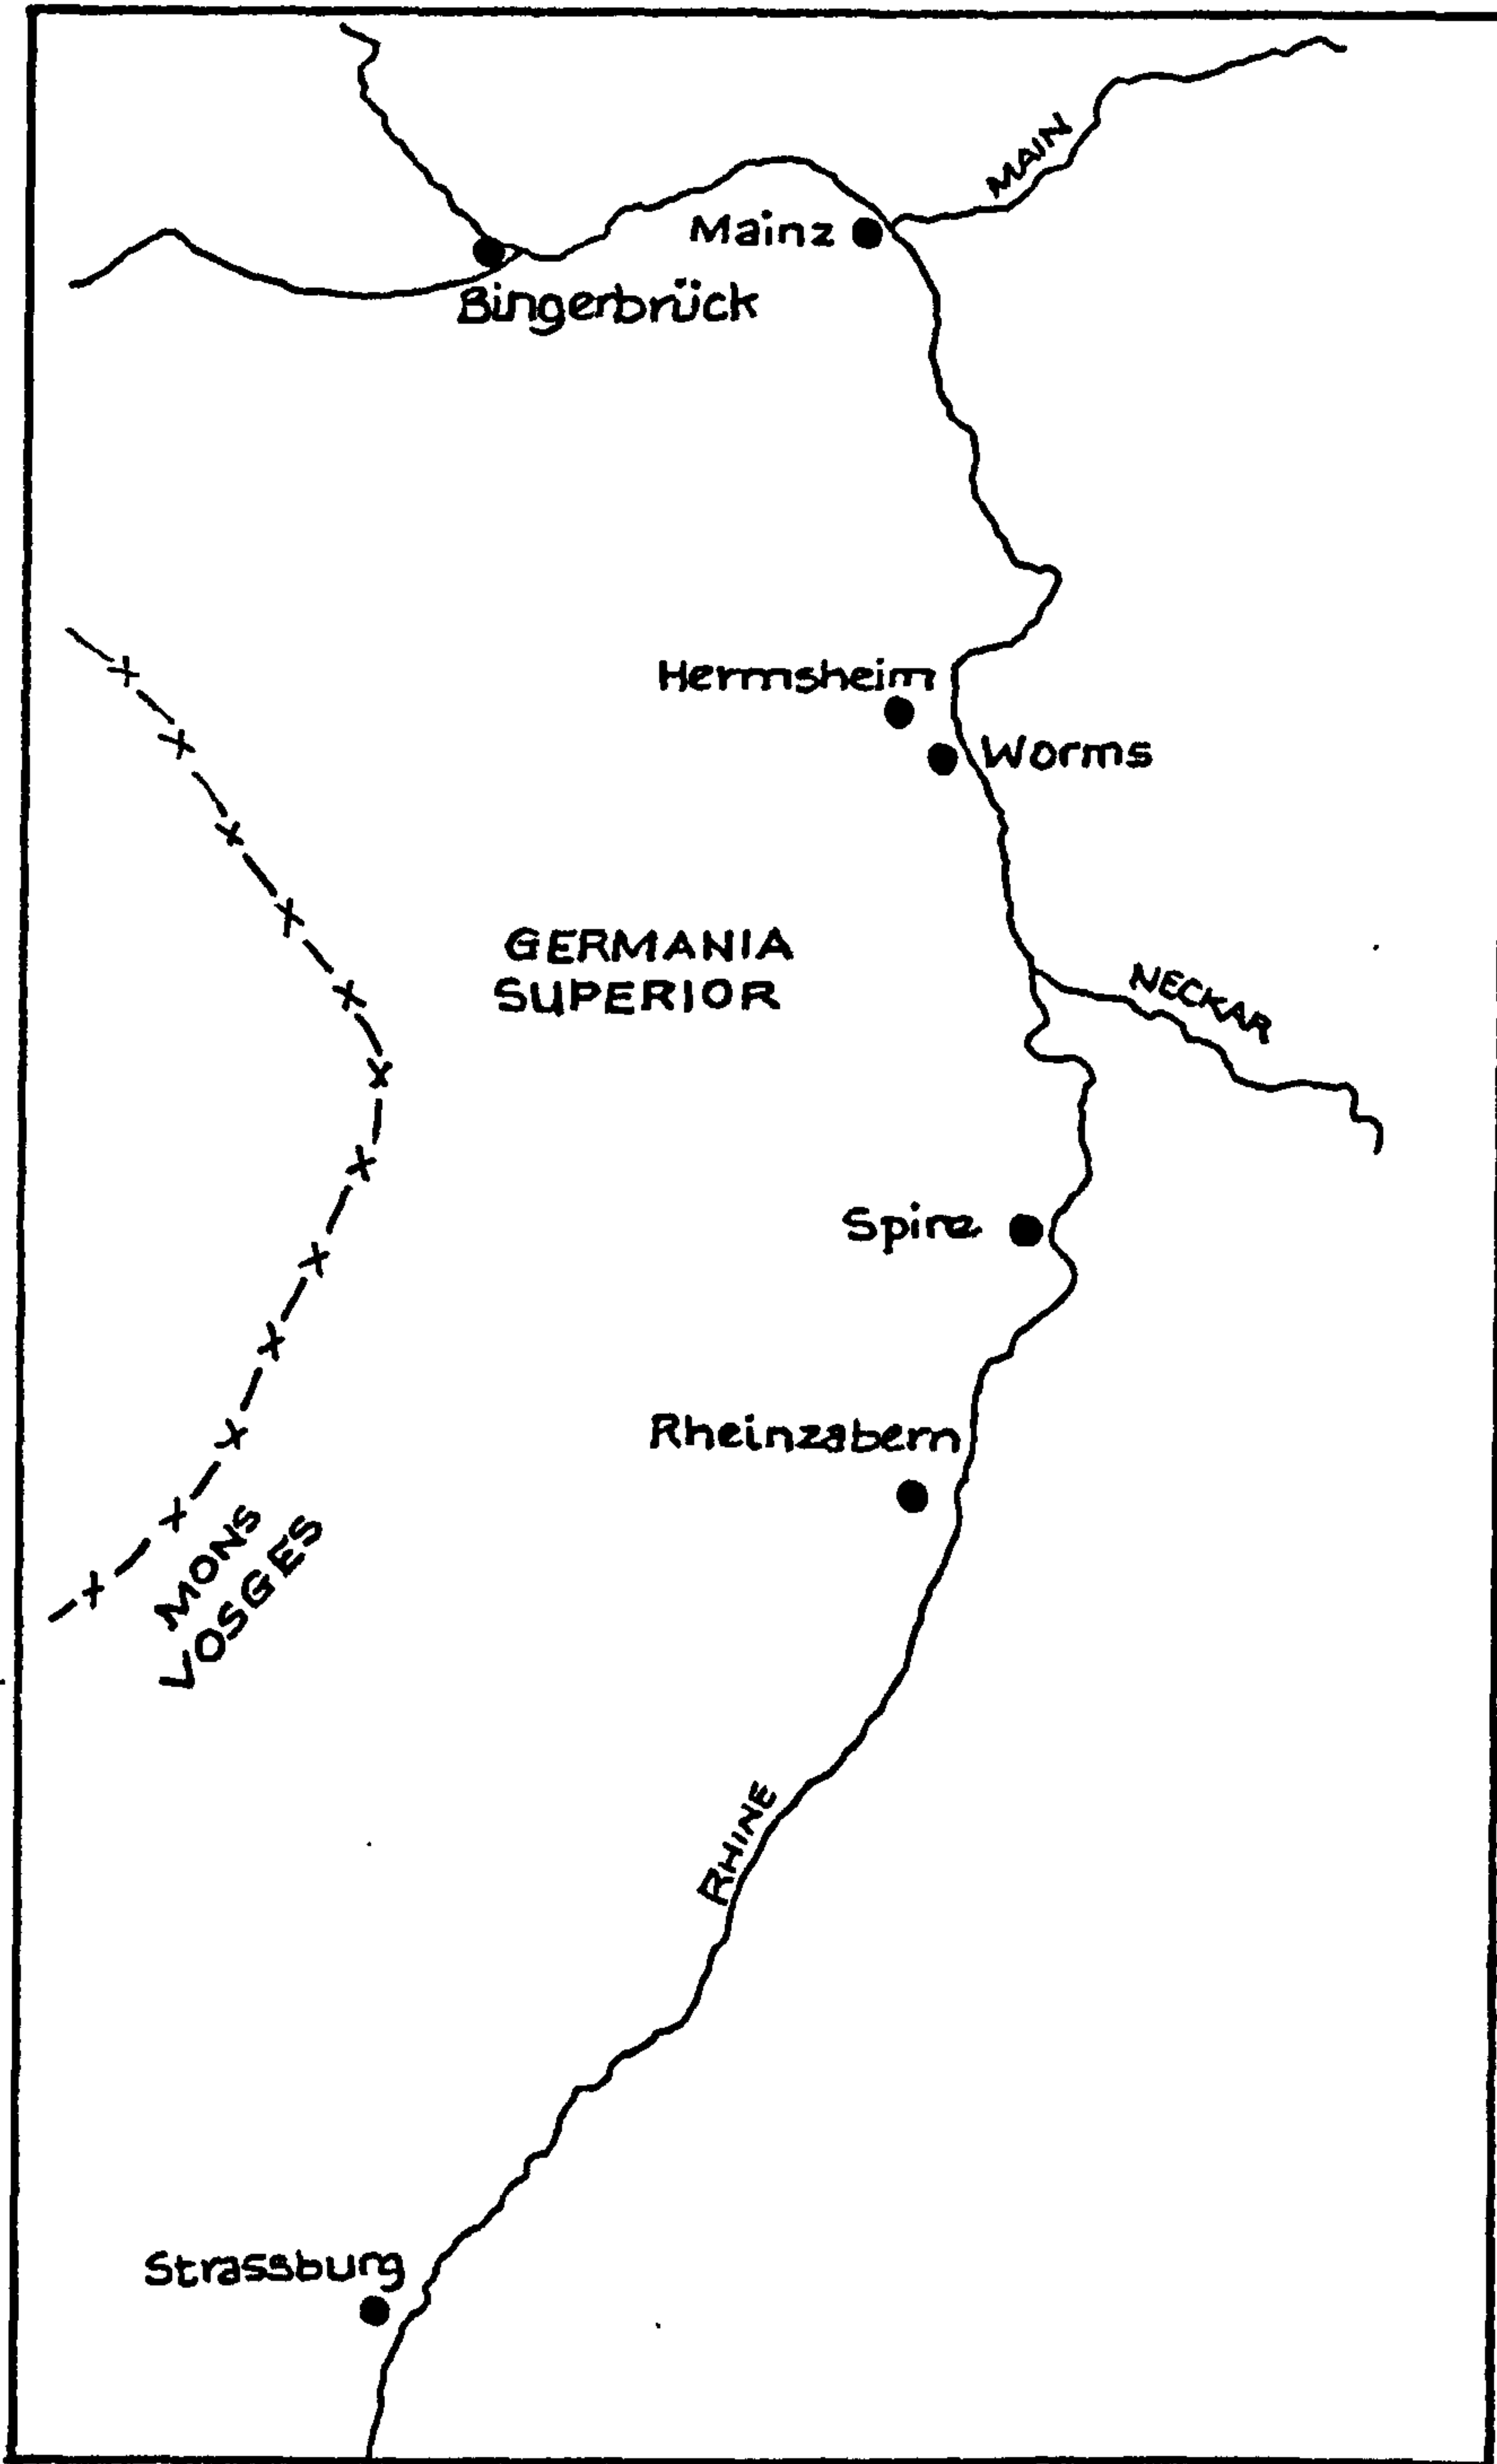 MAIN
Mainz
Bingerbrück
Hermsheim
Worms
GERMANIA
SUPERIOR
NECKAR
Spire
Rheinzabern
MONS
VOSGES
RHINE
Strassburg